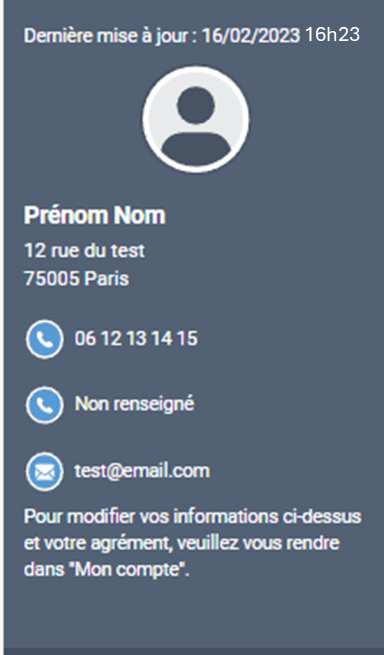 Dernière mise à jour : 16/02/2023 16h23
Prénom Nom
12 rue du test
75005 Paris
06 12 13 14 15
Non renseigné
test@email.com
Pour modifier vos informations ci-dessus
et votre agrément, veuillez vous rendre
dans "Mon compte".